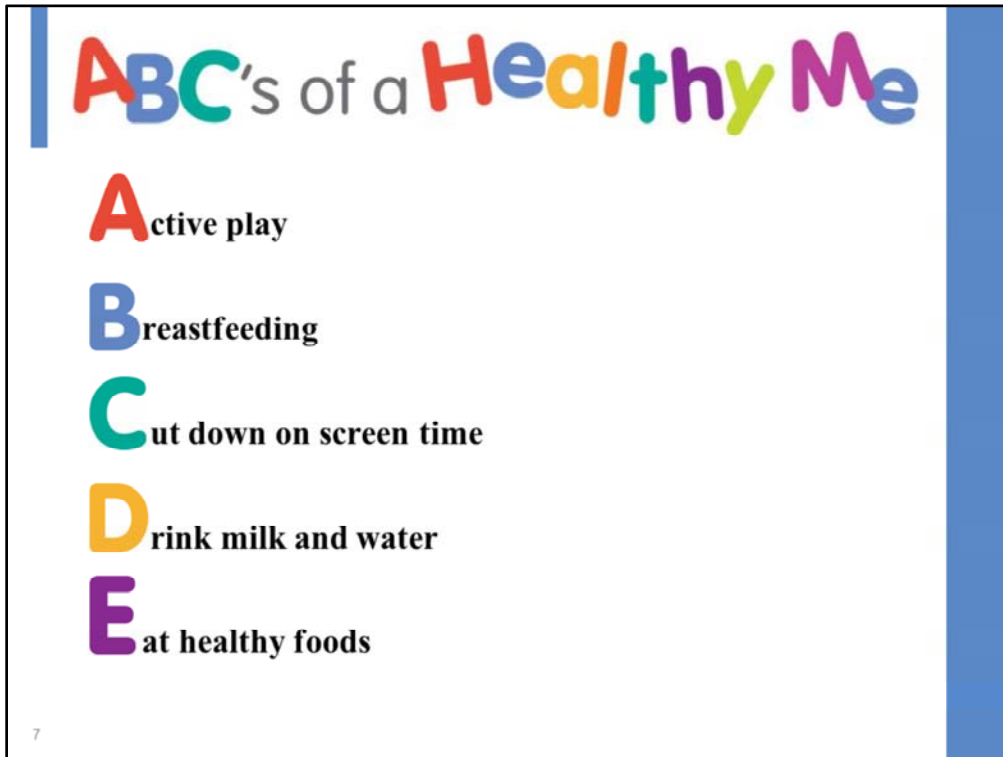 ABC's of a Healthy Me
Active play
Breastfeeding
Cut down on screen time
Drink milk and water
Eat healthy foods
7